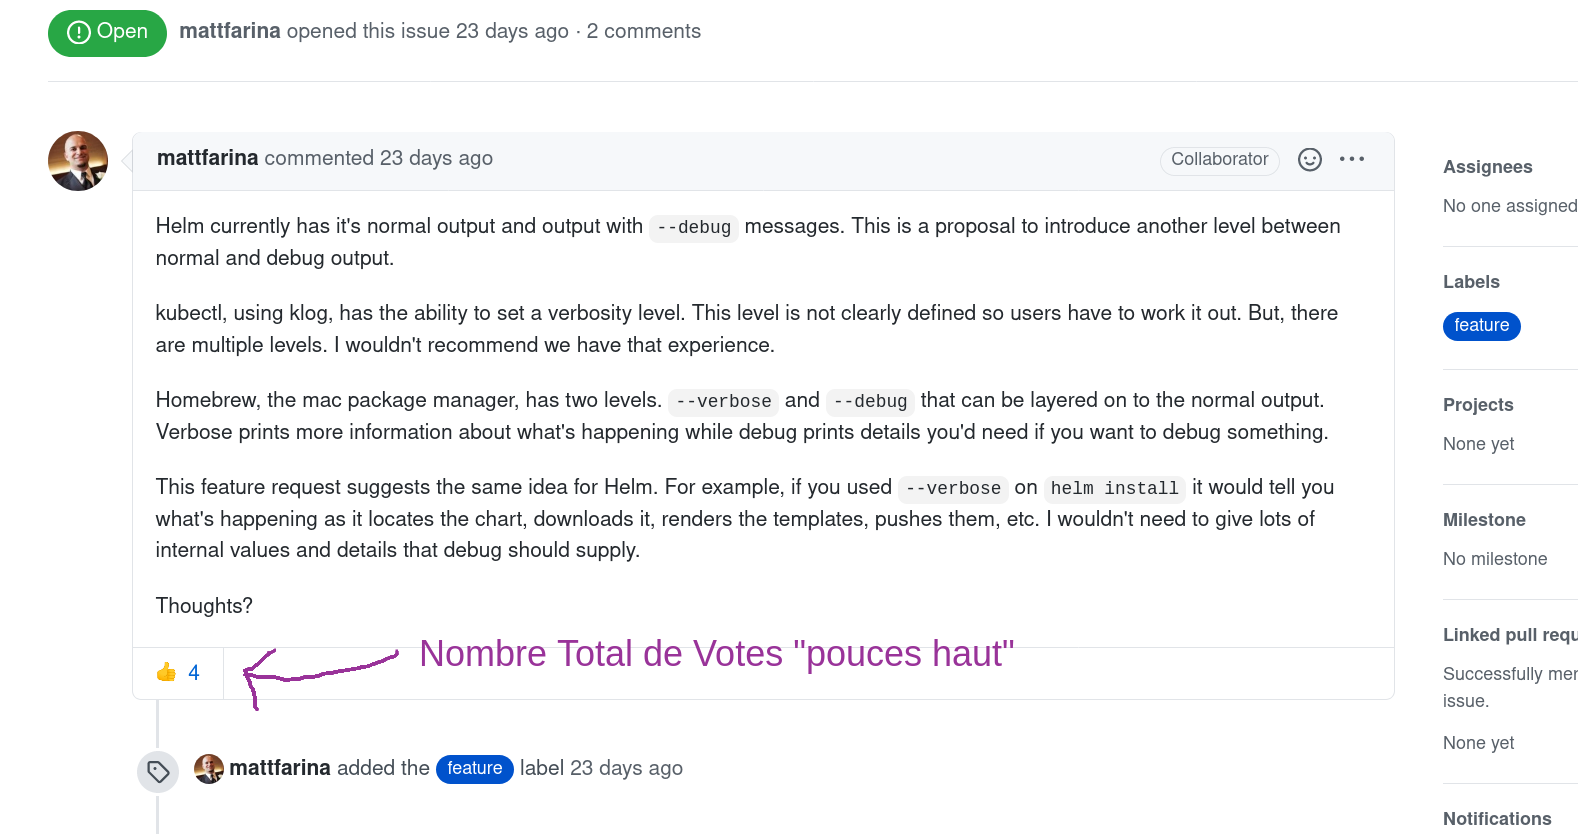 Open mattfarina opened this issue 23 days ago · 2 comments
mattfarina commented 23 days ago
Collaborator
Helm currently has it's normal output and output with --debug messages. This is a proposal to introduce another level between
normal and debug output.
kubectl, using klog, has the ability to set a verbosity level. This level is not clearly defined so users have to work it out. But, there
are multiple levels. I wouldn't recommend we have that experience.
Homebrew, the mac package manager, has two levels. --verbose and --debug that can be layered on to the normal output.
Verbose prints more information about what's happening while debug prints details you'd need if you want to debug something.
This feature request suggests the same idea for Helm. For example, if you used --verbose on helm install it would tell you
what's happening as it locates the chart, downloads it, renders the templates, pushes them, etc. I wouldn't need to give lots of
internal values and details that debug should supply.
Thoughts?
👍 4
Nombre Total de Votes "pouces haut"
mattfarina added the feature label 23 days ago
Assignees
No one assigned
Labels
feature
Projects
None yet
Milestone
No milestone
Linked pull requ
Successfully mer
issue.
None yet
Notifications